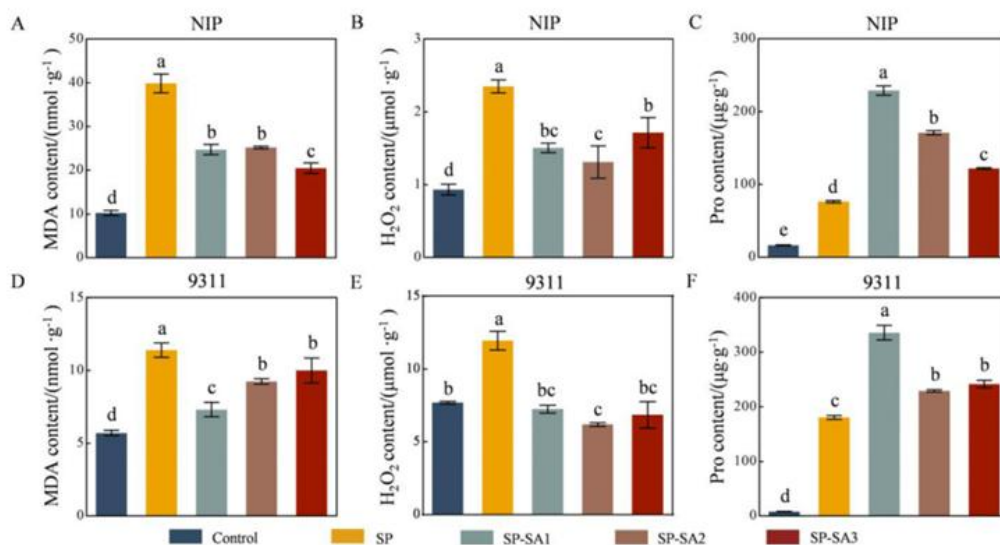 A NIP B NIP C NIP
MDA content/(nmol ·g⁻¹)
50
40
30
20
10
0
d
a
b
b
c
H₂O₂ content/(μmol ·g⁻¹)
3
2
1
0
d
a
bc
c
b
Pro content/(μg·g⁻¹)
300
200
100
0
e
d
a
b
c
D 9311 E 9311 F 9311
MDA content/(nmol ·g⁻¹)
15
10
5
0
d
a
c
b
b
H₂O₂ content/(μmol ·g⁻¹)
15
10
5
0
b
a
bc
c
bc
Pro content/(μg·g⁻¹)
400
300
200
100
0
d
c
a
b
b
Control SP SP-SA1 SP-SA2 SP-SA3